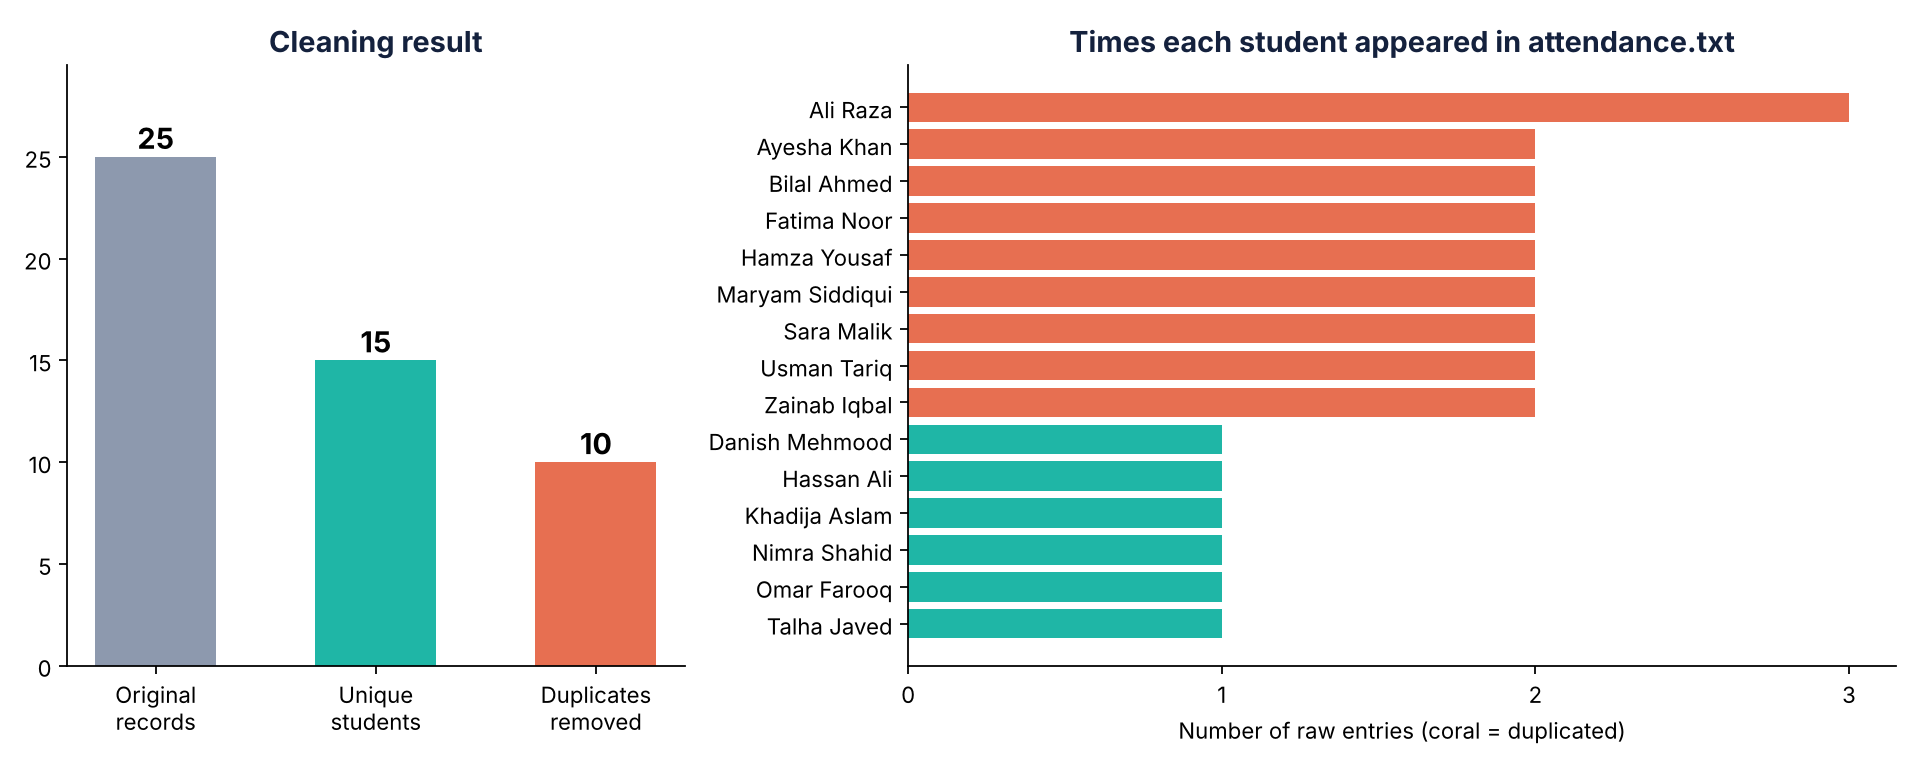 Cleaning result
25
15
10
25
20
15
10
5
0
Original
records
Unique
students
Duplicates
removed
Times each student appeared in attendance.txt
Ali Raza
Ayesha Khan
Bilal Ahmed
Fatima Noor
Hamza Yousaf
Maryam Siddiqui
Sara Malik
Usman Tariq
Zainab Iqbal
Danish Mehmood
Hassan Ali
Khadija Aslam
Nimra Shahid
Omar Farooq
Talha Javed
0 1 2 3
Number of raw entries (coral = duplicated)